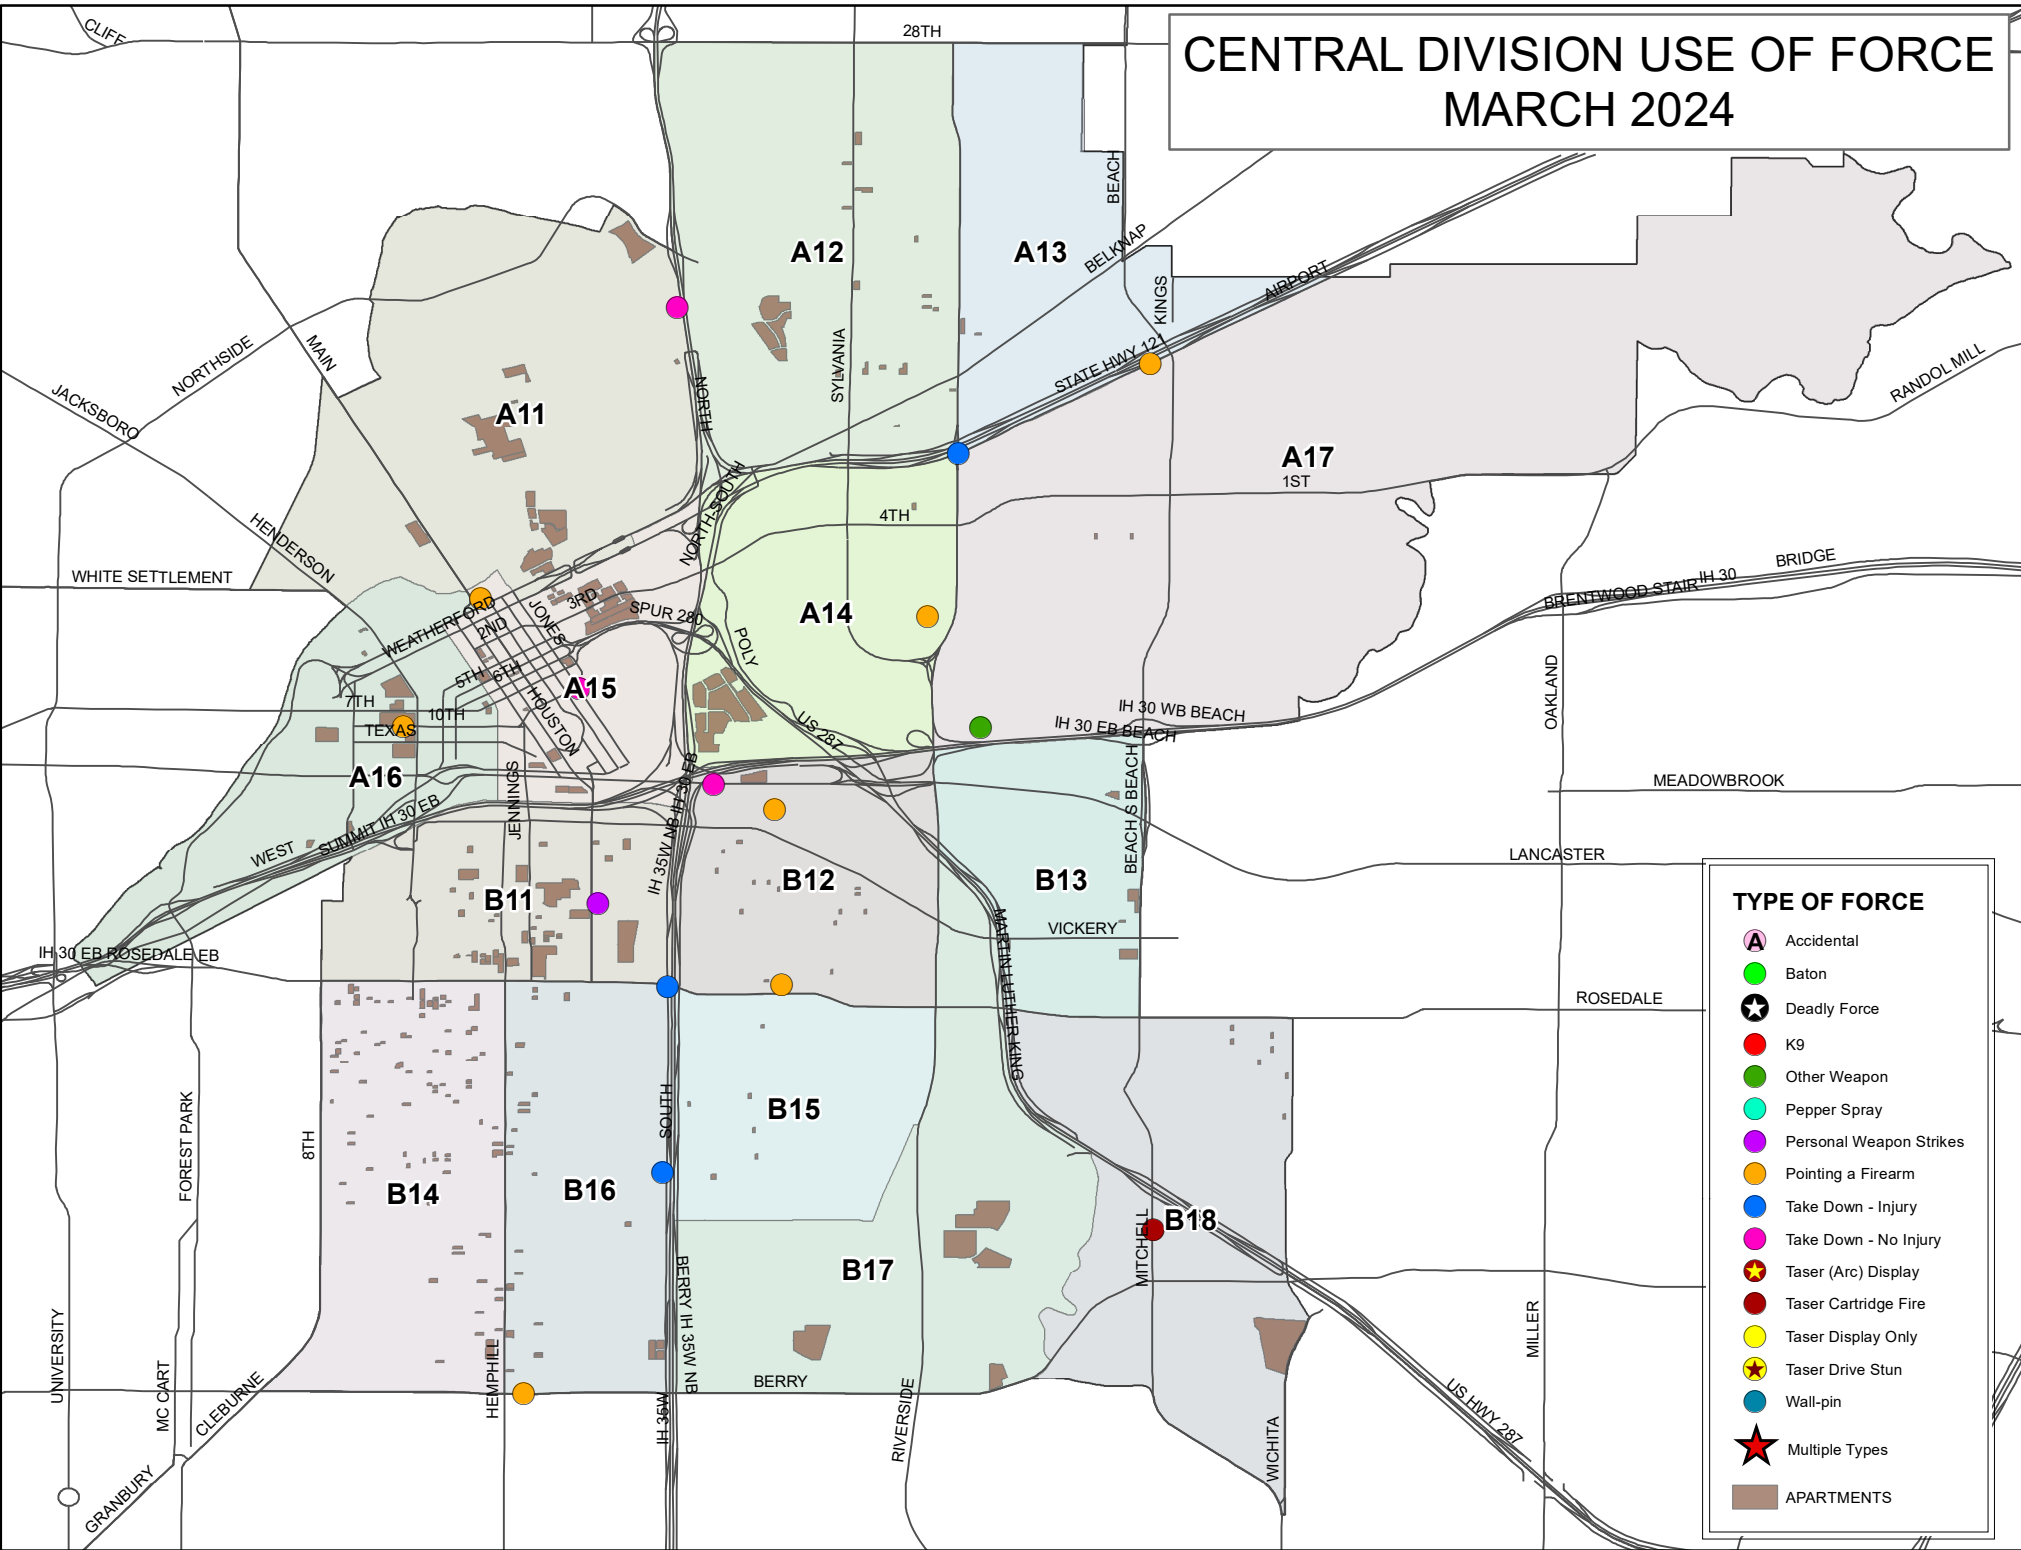 CENTRAL DIVISION USE OF FORCE
MARCH 2024
CLIFF
28TH
BEACH
A12
A13
BELKNAP
KINGS
AIRPORT
NORTHSIDE
MAIN
SYLVANIA
STATE HWY 121
RANDOL MILL
JACKSBORO
NORTH
A11
A17
1ST
NORTH-SOUTH
4TH
HENDERSON
WHITE SETTLEMENT
BRIDGE
IH 30
BRENTWOOD STAIR
WEATHERFORD
2ND
JONES
3RD
SPUR 280
A14
POLY
5TH
6TH
A15
OAKLAND
7TH
10TH
HOUSTON
TEXAS
US 287
IH 30 WB BEACH
IH 30 EB BEACH
A16
JENNINGS
IH 35W NB IH 30 EB
BEACH S BEACH
MEADOWBROOK
SUMMIT IH 30 EB
WEST
LANCASTER
B11
B12
B13
VICKERY
MARTIN LUTHER KING
IH 30 EB ROSEDALE EB
ROSEDALE
FOREST PARK
8TH
SOUTH
B15
B14
B16
MITCHELL
B18
B17
BERRY IH 35W NB
UNIVERSITY
MC CART
CLEBURNE
HEMPHILL
BERRY
IH 35W
RIVERSIDE
WICHITA
MILLER
US HWY 287
GRANBURY
TYPE OF FORCE
A Accidental
Baton
Deadly Force
K9
Other Weapon
Pepper Spray
Personal Weapon Strikes
Pointing a Firearm
Take Down - Injury
Take Down - No Injury
Taser (Arc) Display
Taser Cartridge Fire
Taser Display Only
Taser Drive Stun
Wall-pin
Multiple Types
APARTMENTS